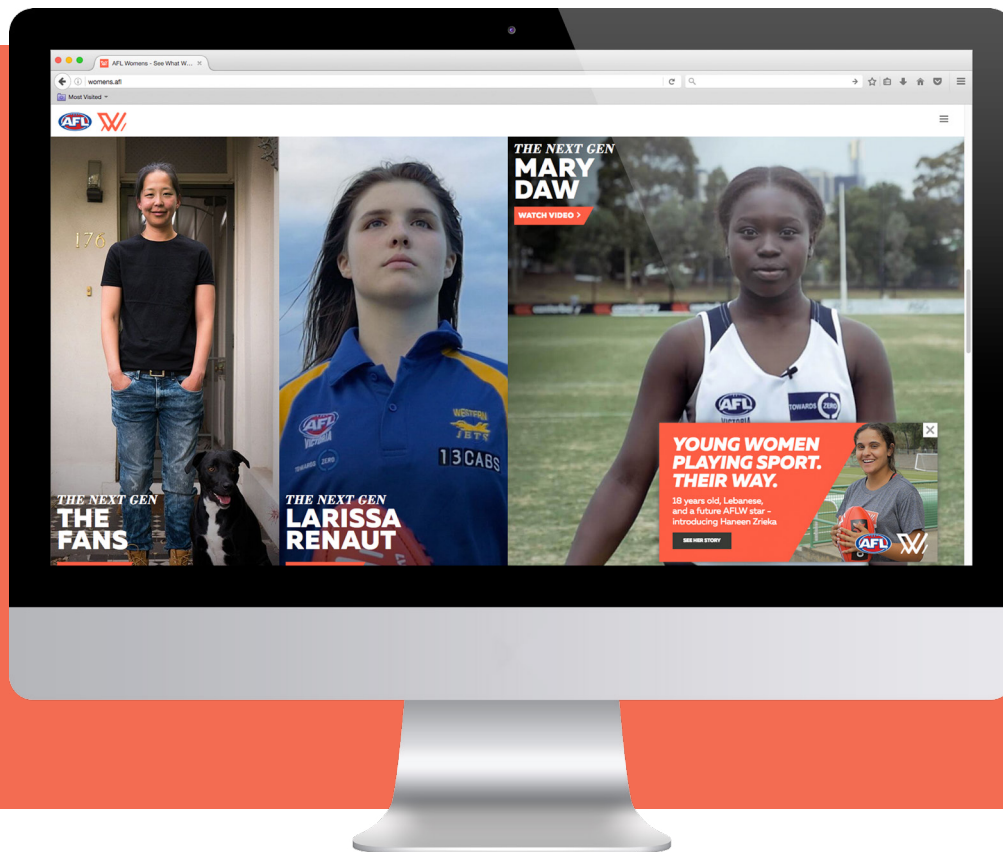 AFL Womens - See What W...
womens.afl
Most Visited
AFL W
176
THE NEXT GEN
THE
FANS
AFL
VICTORIA
TOWARDS ZERO
WESTERN
JETS
13CABS
THE NEXT GEN
LARISSA
RENAUT
THE NEXT GEN
MARY
DAW
WATCH VIDEO >
AFL
VICTORIA
TOWARDS ZERO
YOUNG WOMEN
PLAYING SPORT.
THEIR WAY.
18 years old, Lebanese,
and a future AFLW star -
introducing Haneen Zrieka
SEE HER STORY
AFL W